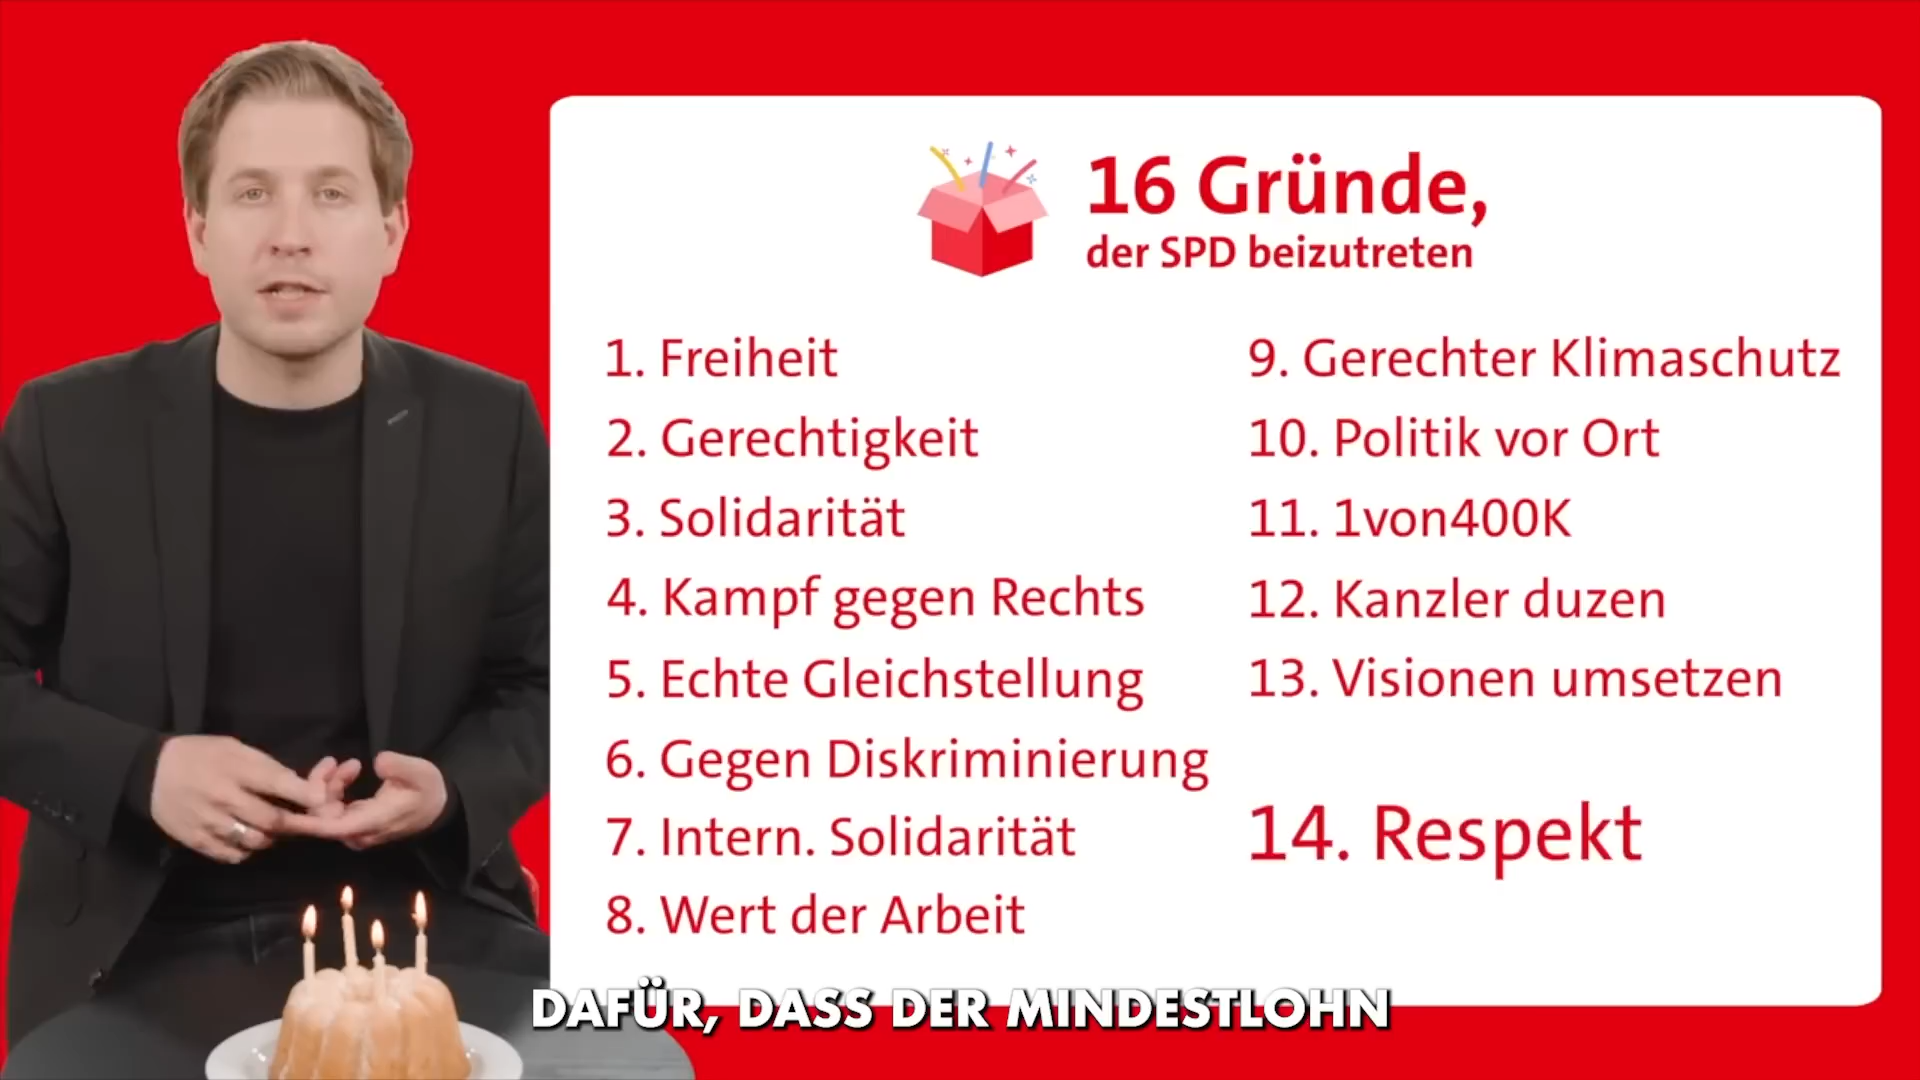 16 Gründe,
der SPD beizutreten
1. Freiheit
2. Gerechtigkeit
3. Solidarität
4. Kampf gegen Rechts
5. Echte Gleichstellung
6. Gegen Diskriminierung
7. Intern. Solidarität
8. Wert der Arbeit
9. Gerechter Klimaschutz
10. Politik vor Ort
11. 1von400K
12. Kanzler duzen
13. Visionen umsetzen
14. Respekt
DAFÜR, DASS DER MINDESTLOHN